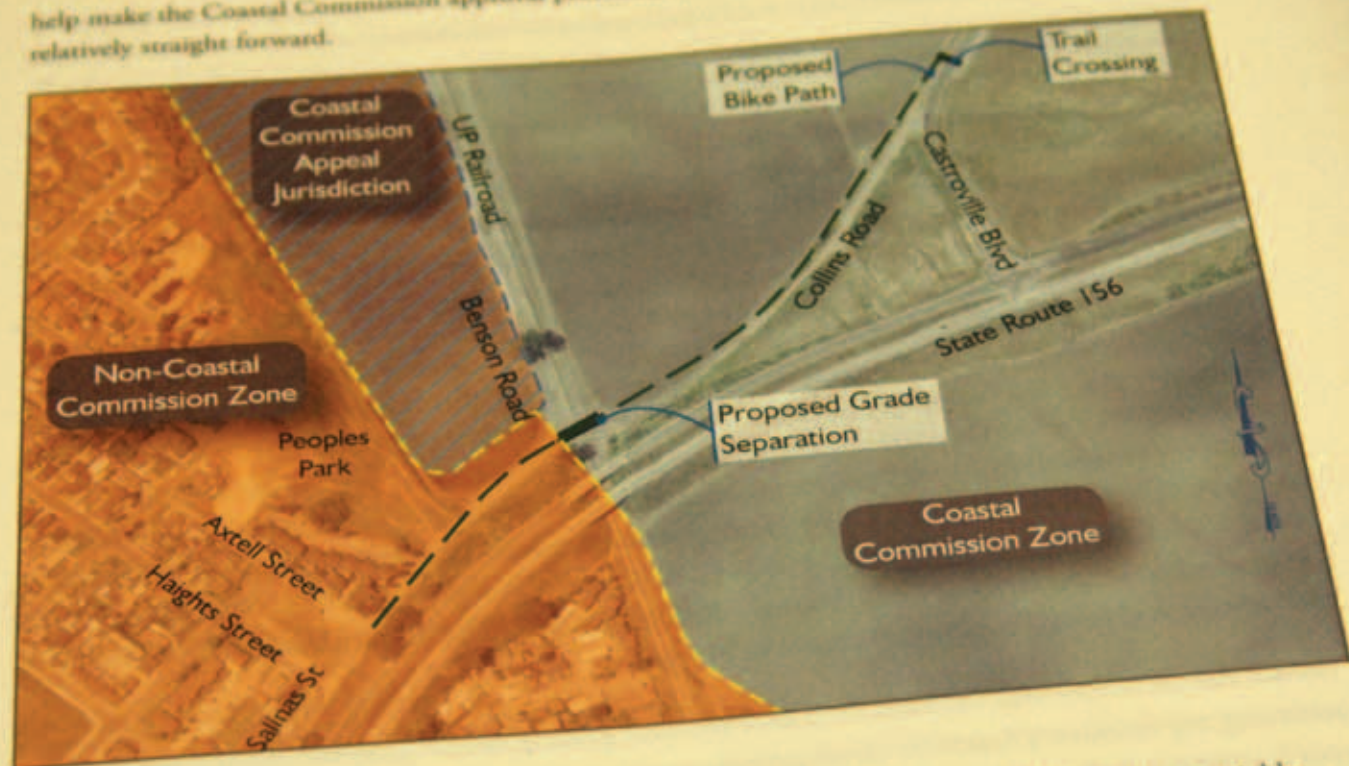 help make the Coastal Commission
relatively straight forward.
Coastal
Commission
Appeal
Jurisdiction
UP Railroad
Proposed
Bike Path
Trail
Crossing
Castroville Blvd
Collins Road
State Route 156
Benson Road
Non-Coastal
Commission Zone
Peoples
Park
Proposed Grade
Separation
Coastal
Commission Zone
Axtell Street
Haights Street
Salinas St